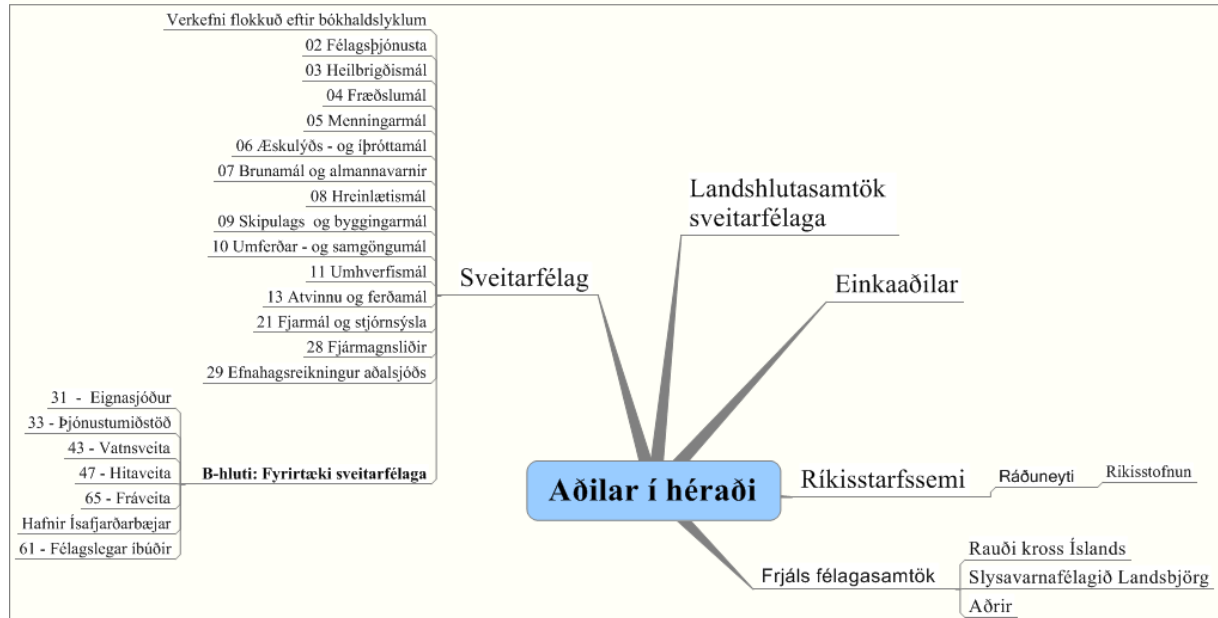 Verkefni flokkuð eftir bókhaldslyklum
02 Félagsþjónusta
03 Heilbrigðismál
04 Fræðslumál
05 Menningarmál
06 Æskulýðs - og íþróttamál
07 Brunamál og almannavarnir
08 Hreinlætismál
09 Skipulags og byggingarmál
10 Umferðar - og samgöngumál
11 Umhverfismál
13 Atvinnu og ferðamál
21 Fjarmál og stjórnsýsla
28 Fjármagnsliðir
29 Efnahagsreikningur aðalsjóðs
31 - Eignasjóður
33 - Þjónustumiðstöð
43 - Vatnsveita
47 - Hitaveita
65 - Fráveita
Hafnir Ísafjarðarbæjar
61 - Félagslegar íbúðir
B-hluti: Fyrirtæki sveitarfélaga
Sveitarfélag
Landshlutasamtök
sveitarfélaga
Einkaaðilar
Aðilar í héraði
Ríkisstarfssemi
Ráðuneyti
Ríkisstofnun
Frjáls félagasamtök
Rauði kross Íslands
Slysavarnafélagið Landsbjörg
Aðrir